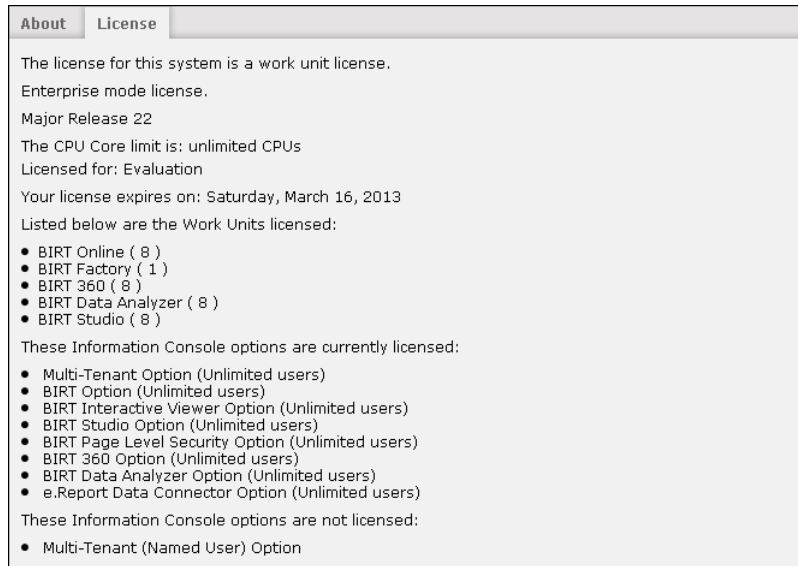 About License
The license for this system is a work unit license.
Enterprise mode license.
Major Release 22
The CPU Core limit is: unlimited CPUs
Licensed for: Evaluation
Your license expires on: Saturday, March 16, 2013
Listed below are the Work Units licensed:
• BIRT Online ( 8 )
• BIRT Factory ( 1 )
• BIRT 360 ( 8 )
• BIRT Data Analyzer ( 8 )
• BIRT Studio ( 8 )
These Information Console options are currently licensed:
• Multi-Tenant Option (Unlimited users)
• BIRT Option (Unlimited users)
• BIRT Interactive Viewer Option (Unlimited users)
• BIRT Studio Option (Unlimited users)
• BIRT Page Level Security Option (Unlimited users)
• BIRT 360 Option (Unlimited users)
• BIRT Data Analyzer Option (Unlimited users)
• e.Report Data Connector Option (Unlimited users)
These Information Console options are not licensed:
• Multi-Tenant (Named User) Option